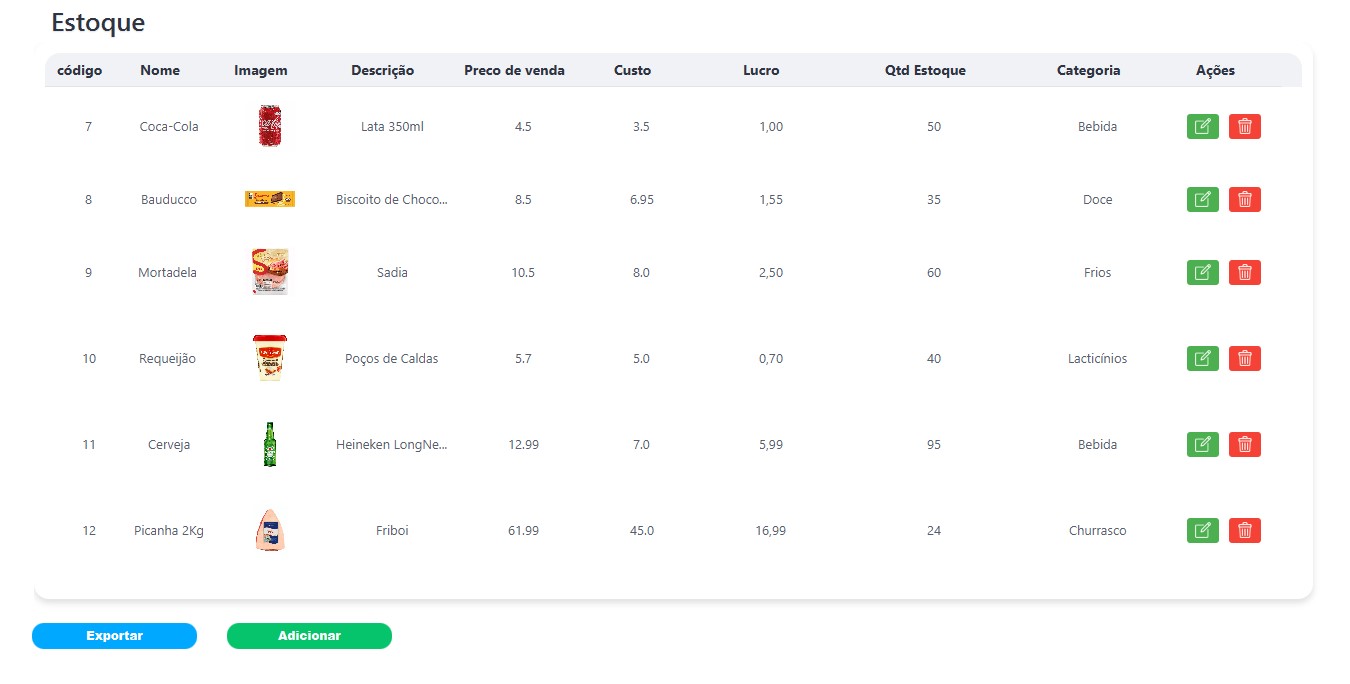 Estoque
código Nome Imagem Descrição Preco de venda Custo Lucro Qtd Estoque Categoria Ações
7 Coca-Cola Lata 350ml 4.5 3.5 1,00 50 Bebida
8 Bauducco Biscoito de Choco... 8.5 6.95 1,55 35 Doce
9 Mortadela Sadia 10.5 8.0 2,50 60 Frios
10 Requeijão Poços de Caldas 5.7 5.0 0,70 40 Lacticínios
11 Cerveja Heineken LongNe... 12.99 7.0 5,99 95 Bebida
12 Picanha 2Kg Friboi 61.99 45.0 16,99 24 Churrasco
Exportar Adicionar